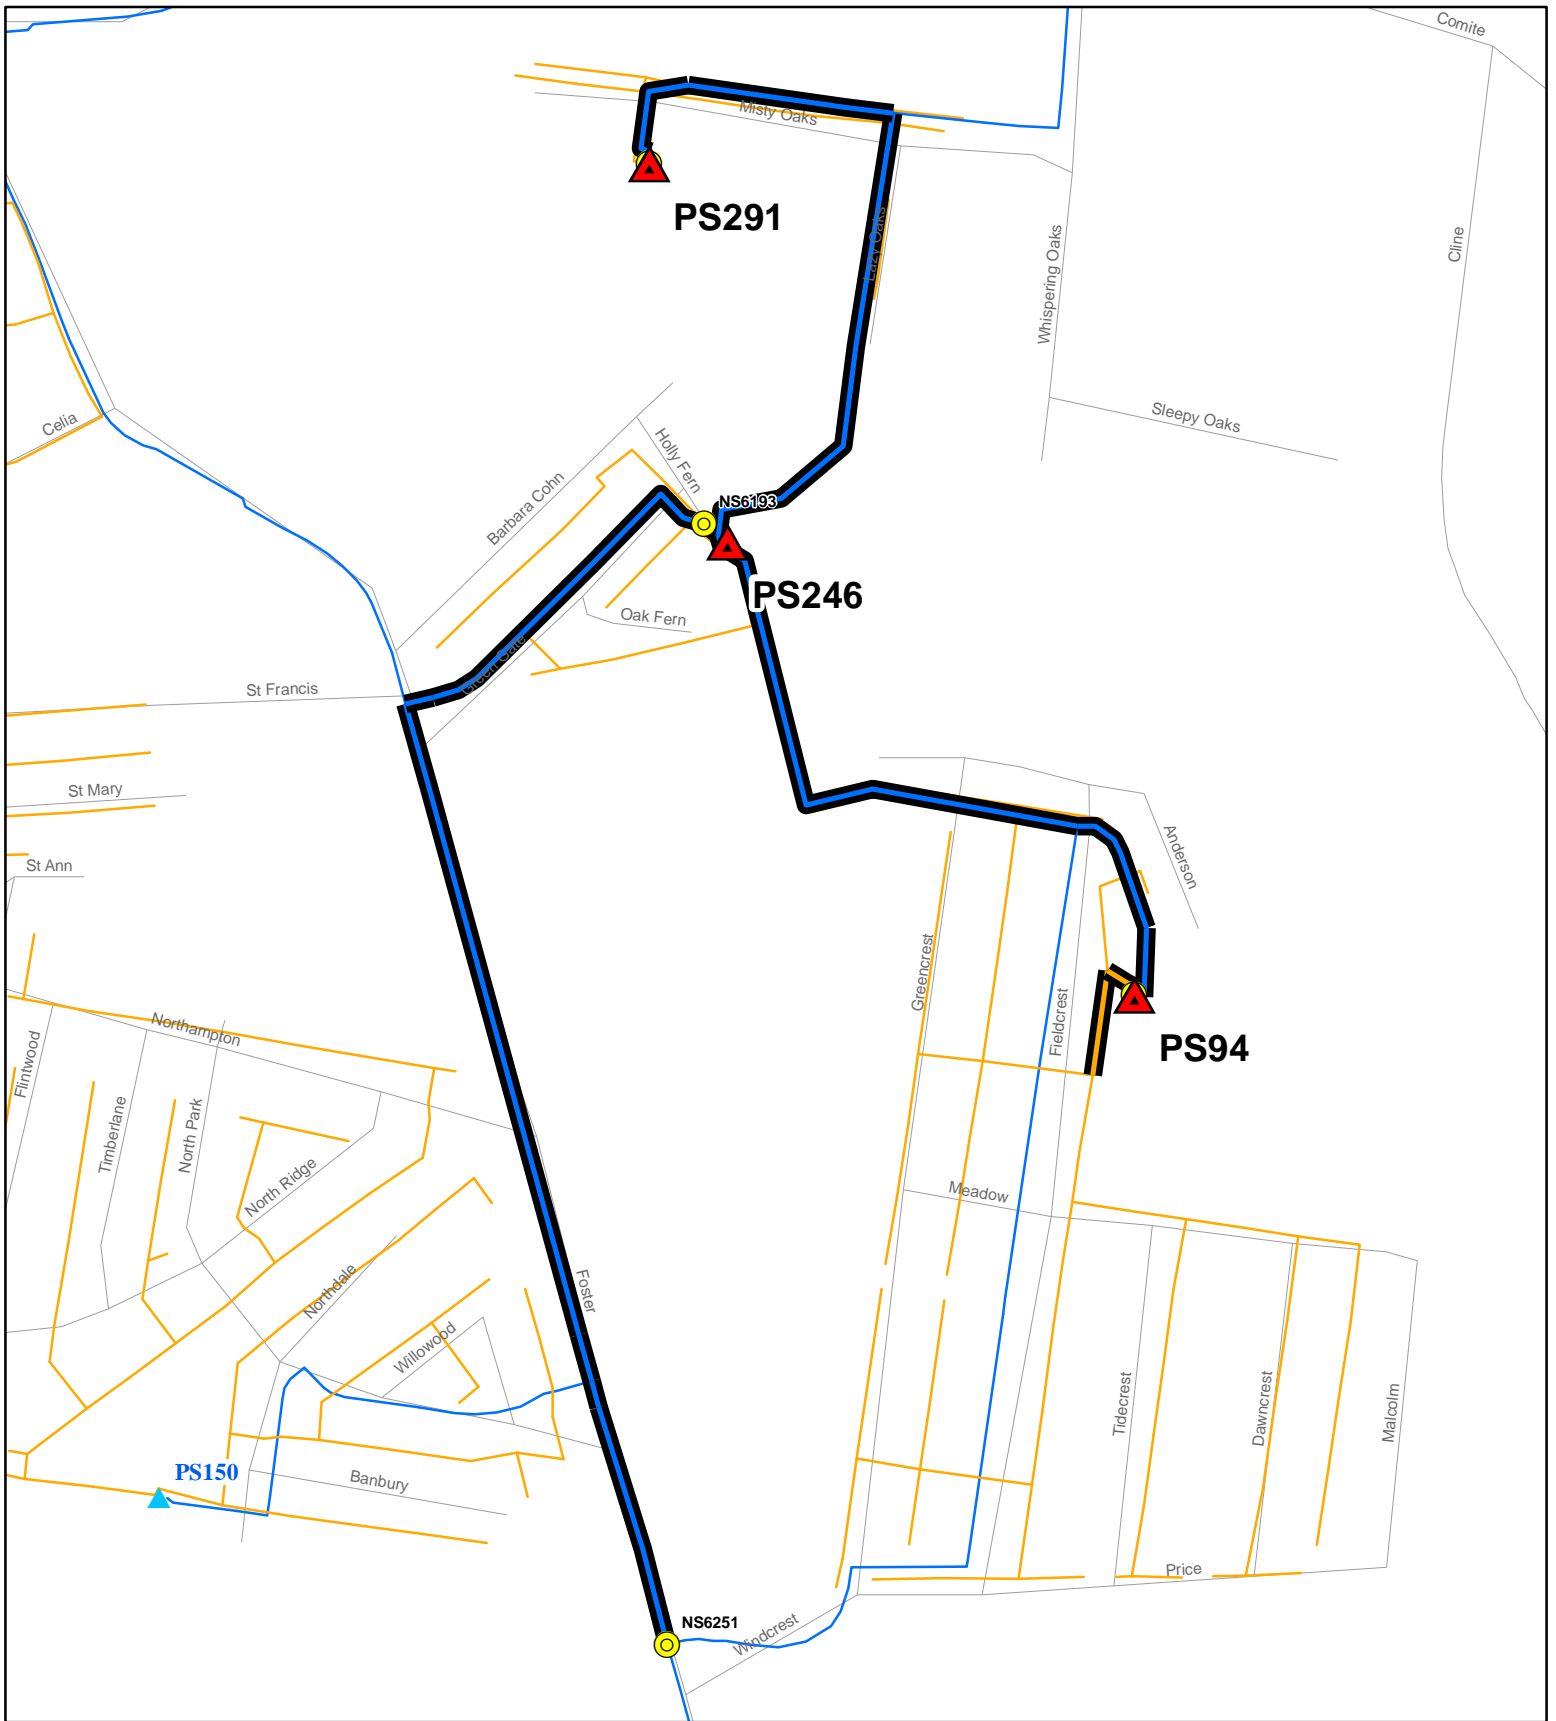 Comite
Misty Oaks
PS291
Lazy Oaks
Whispering Oaks
Cline
Celia
Sleepy Oaks
Holly Fern
Barbara Cohn
NS6193
PS246
Oak Fern
Green Gate
St Francis
St Mary
St Ann
Anderson
Greencrest
Fieldcrest
PS94
Northampton
Flintwood
Timberlane
North Park
North Ridge
Meadow
Northdale
Foster
Willowood
Tidecrest
Dawncrest
Malcolm
PS150
Banbury
Price
NS6251
Windcrest